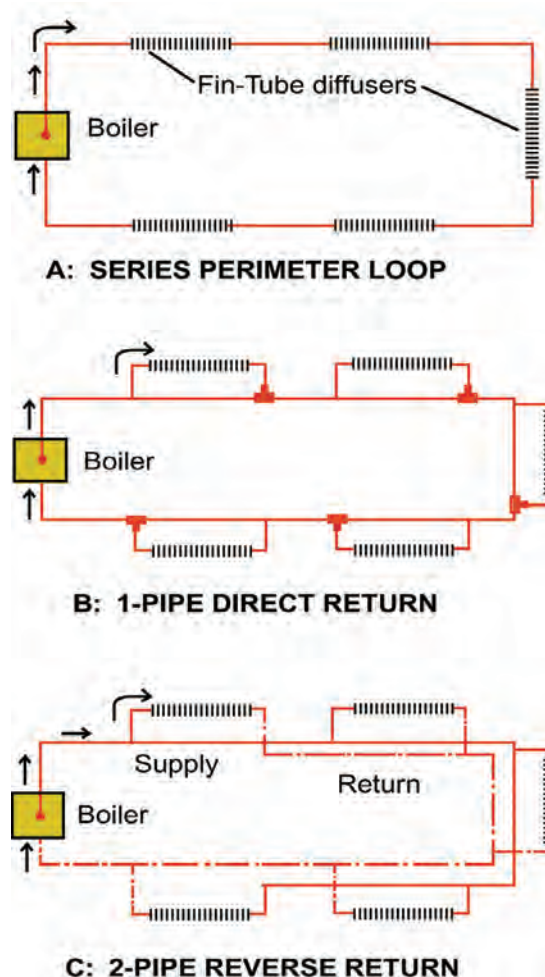 Fin-Tube diffusers
Boiler
A: SERIES PERIMETER LOOP
Boiler
B: 1-PIPE DIRECT RETURN
Supply
Return
Boiler
C: 2-PIPE REVERSE RETURN